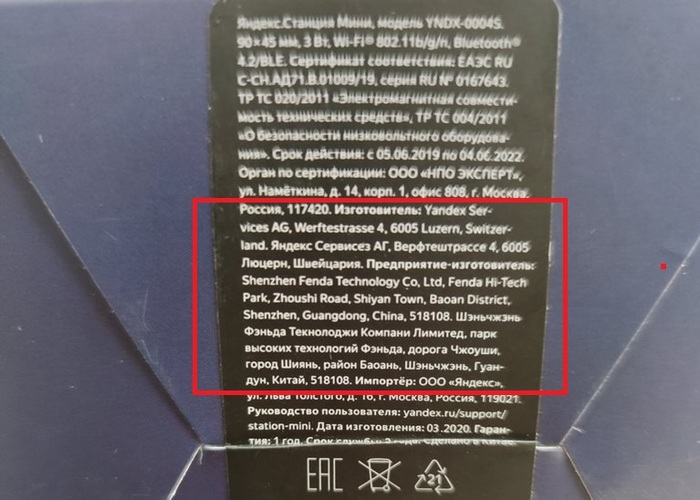 Яндекс.Станция Мини, модель YNDX-0004S.
90×45 мм, 3 Вт, Wi-Fi® 802.11b/g/n, Bluetooth®
4.2/BLE. Сертификат соответствия: ЕАЭС RU
C-CH.АД71.B.01009/19, серия RU № 0167643.
ТР ТС 020/2011 «Электромагнитная совмести-
мость технических средств», ТР ТС 004/2011
«О безопасности низковольтного оборудова-
ния». Срок действия: с 05.06.2019 по 04.06.2022.
Орган по сертификации: ООО «НПО ЭКСПЕРТ»,
ул. Намёткина, д. 14, корп. 1, офис 808, г. Москва.
Россия, 117420. Изготовитель: Yandex Ser-
vices AG, Werftestrasse 4, 6005 Luzern, Switzer-
land. Яндекс Сервисез АГ, Верфтештрассе 4, 6005
Люцерн, Швейцария. Предприятие-изготовитель:
Shenzhen Fenda Technology Co, Ltd, Fenda Hi-Tech
Park, Zhoushi Road, Shiyan Town, Baoan District,
Shenzhen, Guangdong, China, 518108. Шэньчжэнь
Фэньда Текнолоджи Компани Лимитед, парк
высоких технологий Фэньда, дорога Чжоуши,
город Шиянь, район Баоань, Шэньчжэнь, Гуан-
дун, Китай, 518108. Импортёр: ООО «Яндекс»,
ул. Льва Толстого, д. 16, г. Москва, Россия, 119021.
Руководство пользователя: yandex.ru/support/
station-mini. Дата изготовления: 03.2020. Гаран-
тия: 1 год. Срок службы: 2 года. Сделано в Китае.
EAC
21